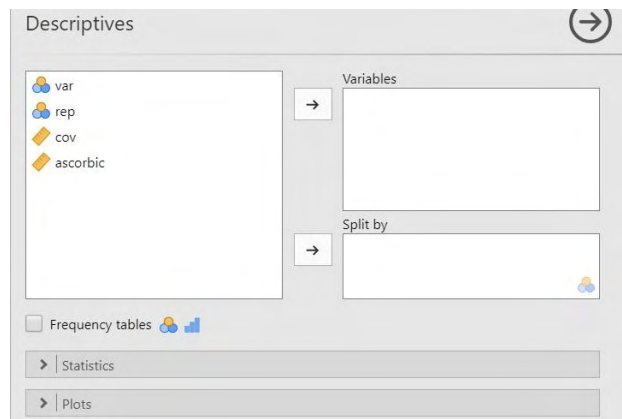 Descriptives
var
rep
cov
ascorbic
Variables
Split by
Frequency tables
Statistics
Plots